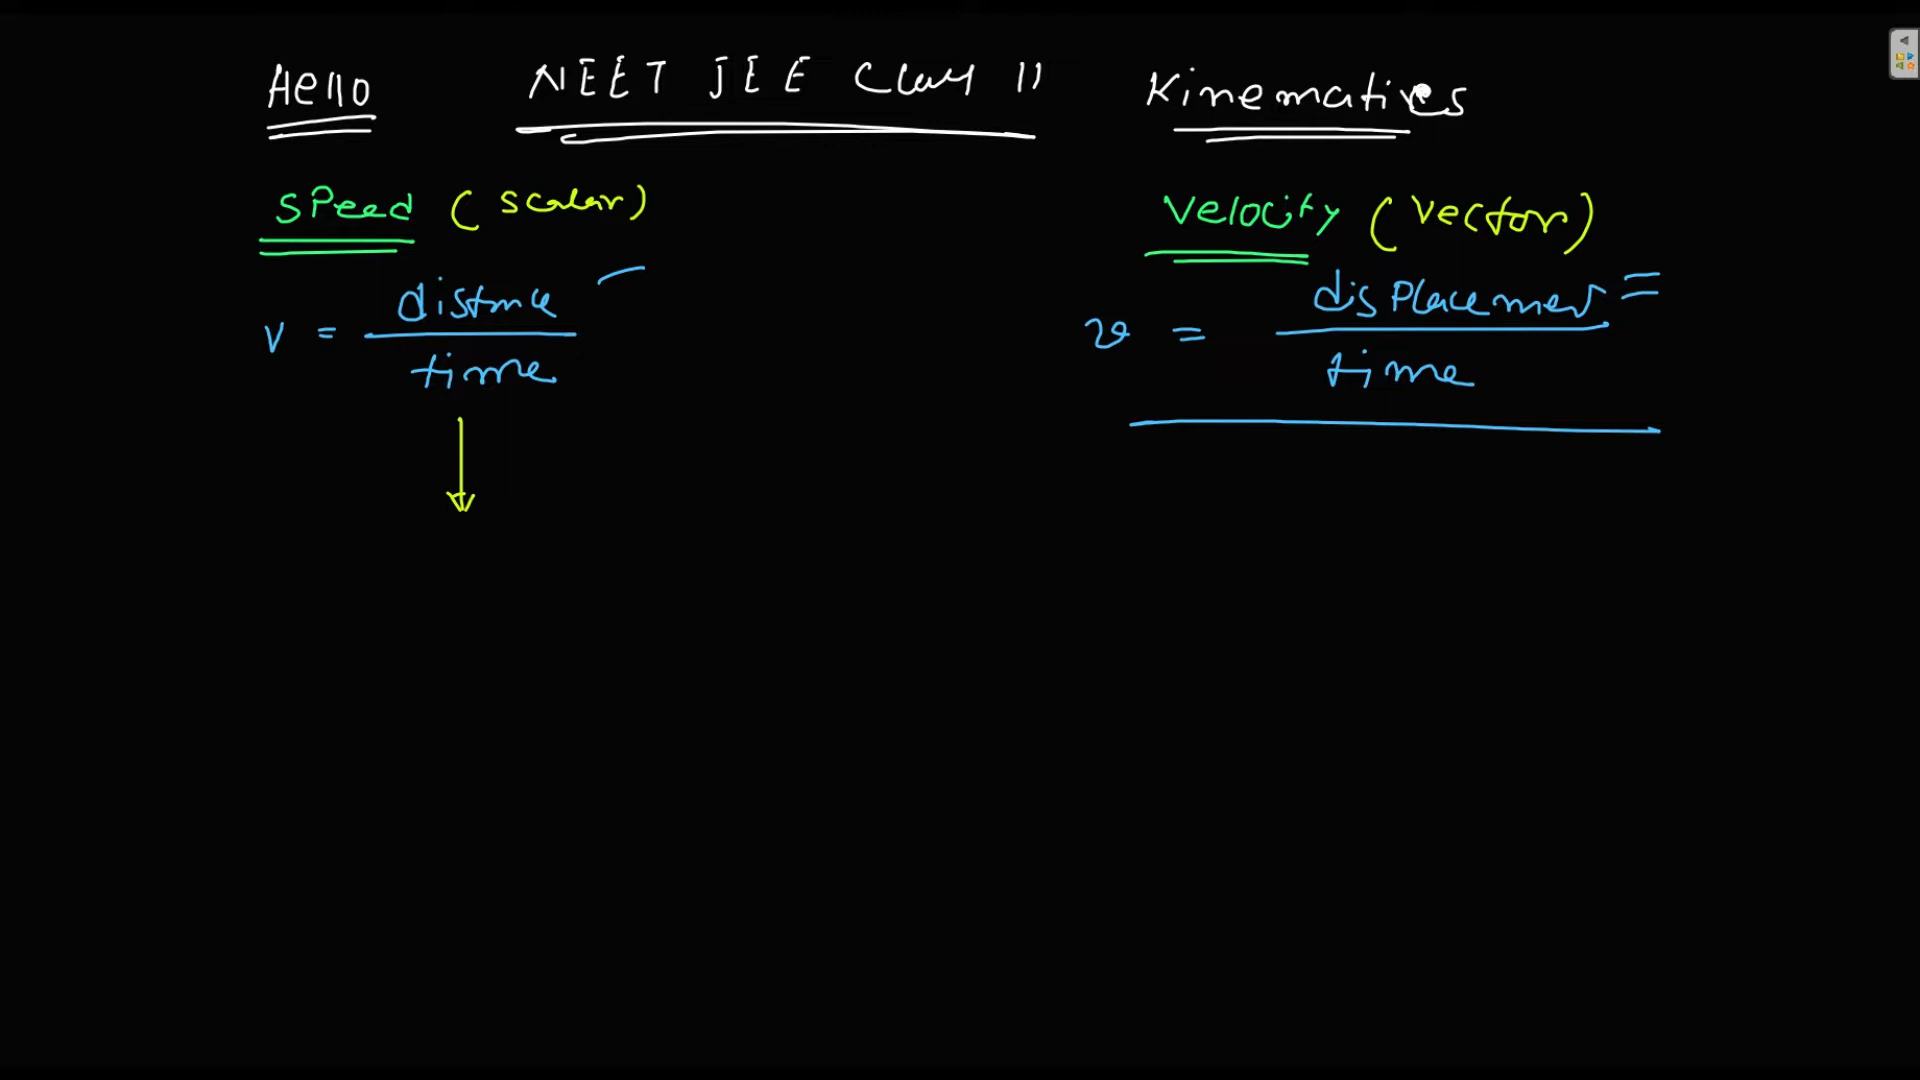 Hello NEET JEE Class 11 Kinematics
Speed (Scalar) Velocity (Vector)
v = distance / time v = displacement / time